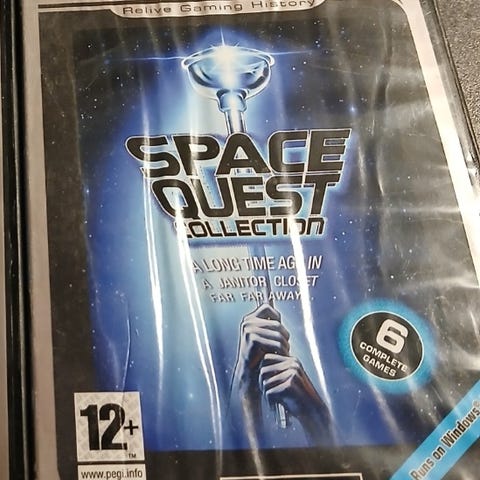 Relive Gaming History
SPACE
QUEST
COLLECTION
A LONG TIME AGO IN
A JANITOR CLOSET
FAR FAR AWAY...
6
COMPLETE
GAMES
12+
www.pegi.info
Runs on Windows®